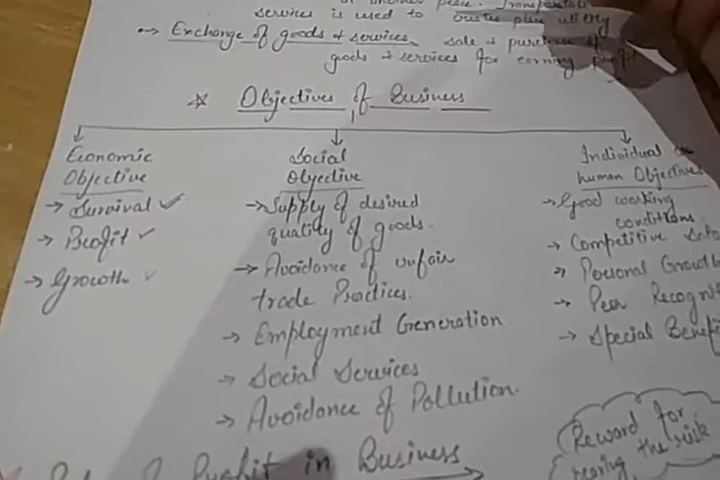 services is used to
Exchange of goods & services. sale & purchase of
goods & services for earning profit
Objectives of Business
Economic
Objective
→ Survival ✓
→ Profit ✓
→ Growth ✓
Social
Objective
→ Supply of desired
quality of goods.
→ Avoidance of unfair
trade Practices.
→ Employment Generation
→ Social Services
→ Avoidance of Pollution.
Individual or
human Objectives
→ Good working
conditions.
→ Competitive
→ Personal Growth
→ Peer
→ Special
Profit in Business
Reward for
the risk